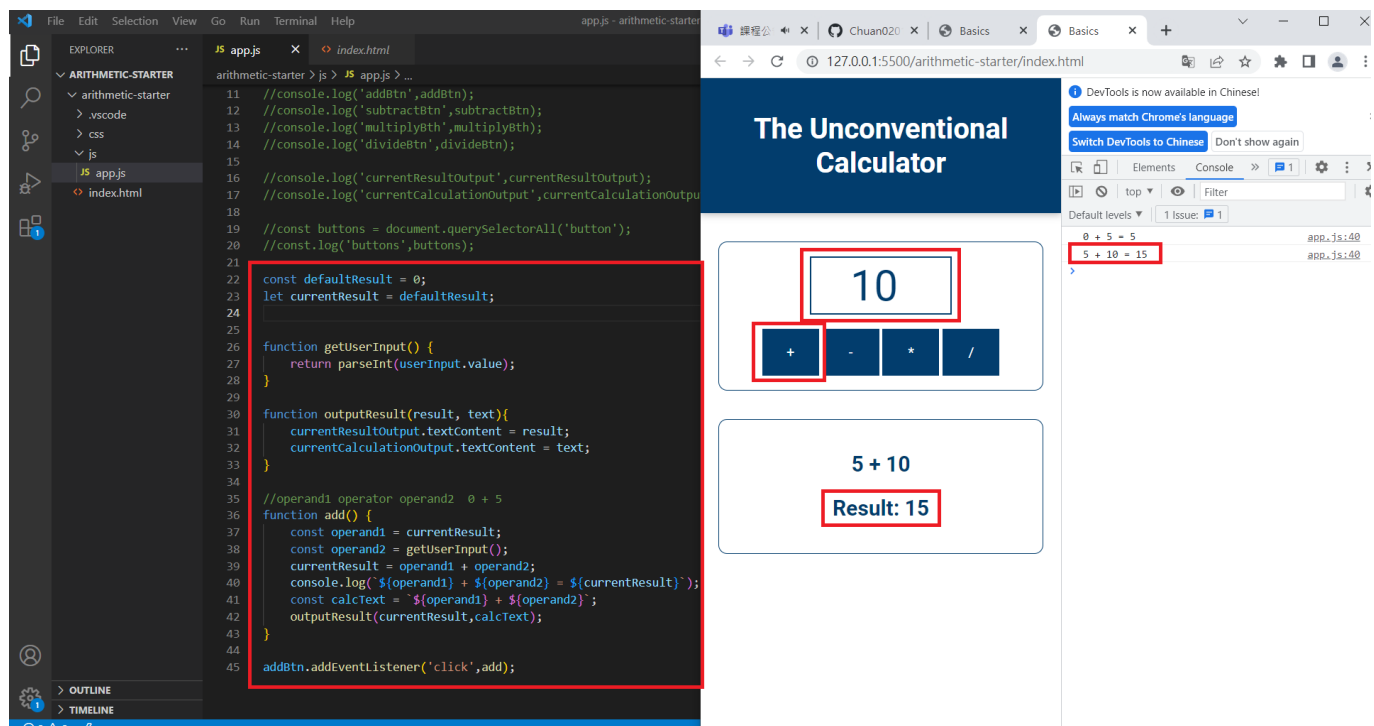 File Edit Selection View Go Run Terminal Help app.js - arithmetic-starter
EXPLORER ...
ARITHMETIC-STARTER
arithmetic-starter
.vscode
css
js
JS app.js
index.html
OUTLINE
TIMELINE
1
1
JS app.js × <> index.html
arithmetic-starter > js > JS app.js > ...
11 //console.log('addBtn',addBtn);
12 //console.log('subtractBtn',subtractBtn);
13 //console.log('multiplyBth',multiplyBth);
14 //console.log('divideBtn',divideBtn);
15
16 //console.log('currentResultOutput',currentResultOutput);
17 //console.log('currentCalculationOutput',currentCalculationOutpu
18
19 //const buttons = document.querySelectorAll('button');
20 //const.log('buttons',buttons);
21
22 const defaultResult = 0;
23 let currentResult = defaultResult;
24
25
26 function getUserInput() {
27 return parseInt(userInput.value);
28 }
29
30 function outputResult(result, text){
31 currentResultOutput.textContent = result;
32 currentCalculationOutput.textContent = text;
33 }
34
35 //operand1 operator operand2 0 + 5
36 function add() {
37 const operand1 = currentResult;
38 const operand2 = getUserInput();
39 currentResult = operand1 + operand2;
40 console.log(`${operand1} + ${operand2} = ${currentResult}`);
41 const calcText = `${operand1} + ${operand2}`;
42 outputResult(currentResult,calcText);
43 }
44
45 addBtn.addEventListener('click',add);
課程公 Chuan020 Basics Basics
127.0.0.1:5500/arithmetic-starter/index.html
The Unconventional
Calculator
10
+ - * /
5 + 10
Result: 15
DevTools is now available in Chinese!
Always match Chrome's language
Switch DevTools to Chinese Don't show again
Elements Console » 1
top ▼ Filter
Default levels ▼ 1 Issue: 1
0 + 5 = 5 app.js:40
5 + 10 = 15 app.js:40
>